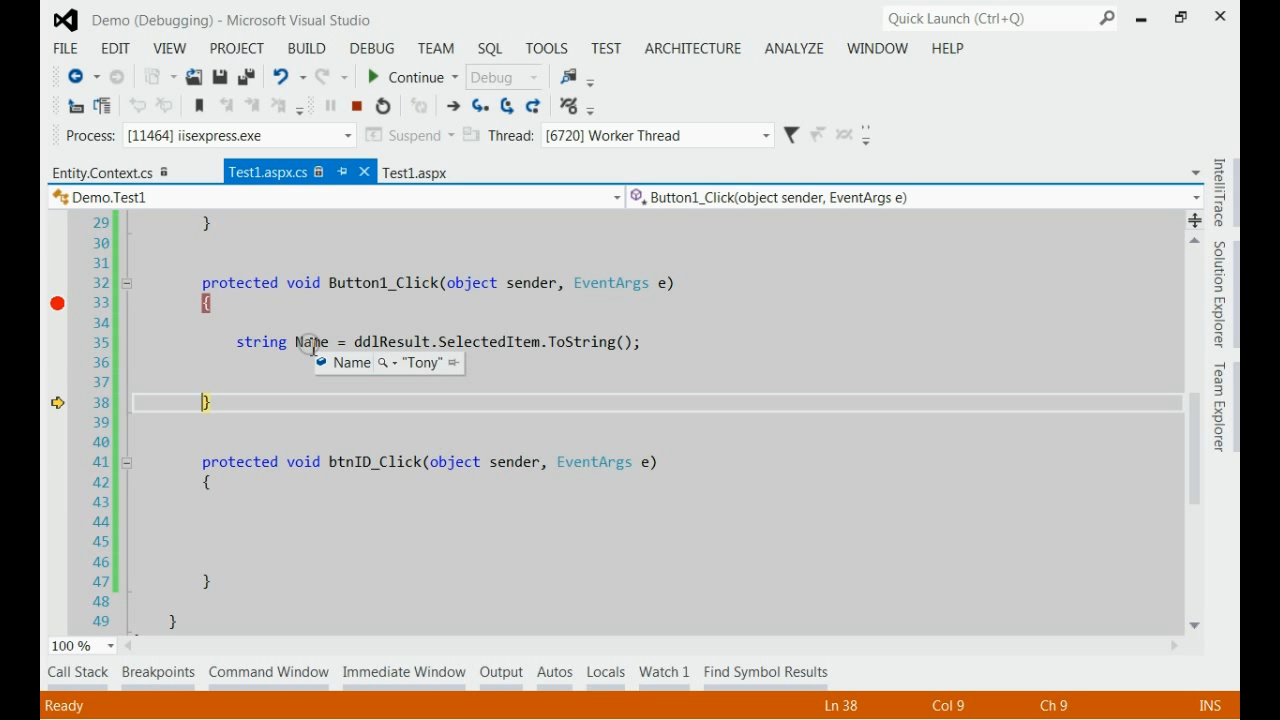 Demo (Debugging) - Microsoft Visual Studio
Quick Launch (Ctrl+Q)
FILE EDIT VIEW PROJECT BUILD DEBUG TEAM SQL TOOLS TEST ARCHITECTURE ANALYZE WINDOW HELP
Continue Debug
Process: [11464] iisexpress.exe Suspend Thread: [6720] Worker Thread
Entity.Context.cs Test1.aspx.cs Test1.aspx
Demo.Test1 Button1_Click(object sender, EventArgs e)
29 }
30
31
32 protected void Button1_Click(object sender, EventArgs e)
33 {
34
35 string Name = ddlResult.SelectedItem.ToString();
36 Name "Tony"
37
38 }
39
40
41 protected void btnID_Click(object sender, EventArgs e)
42 {
43
44
45
46
47 }
48
49 }
100 %
IntelliTrace
Solution Explorer
Team Explorer
Call Stack Breakpoints Command Window Immediate Window Output Autos Locals Watch 1 Find Symbol Results
Ready Ln 38 Col 9 Ch 9 INS